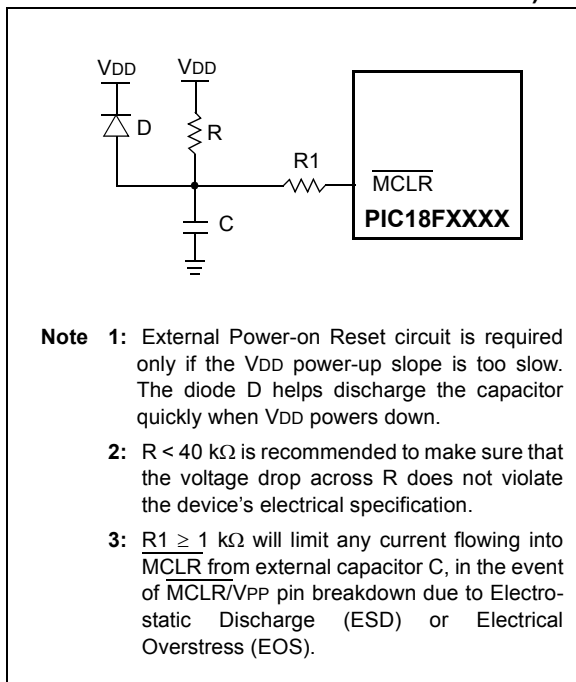 VDD VDD
D
R
R1
MCLR
C
PIC18FXXXX
Note 1: External Power-on Reset circuit is required
only if the VDD power-up slope is too slow.
The diode D helps discharge the capacitor
quickly when VDD powers down.
2: R < 40 kΩ is recommended to make sure that
the voltage drop across R does not violate
the device's electrical specification.
3: R1 ≥ 1 kΩ will limit any current flowing into
MCLR from external capacitor C, in the event
of MCLR/VPP pin breakdown due to Electro-
static Discharge (ESD) or Electrical
Overstress (EOS).